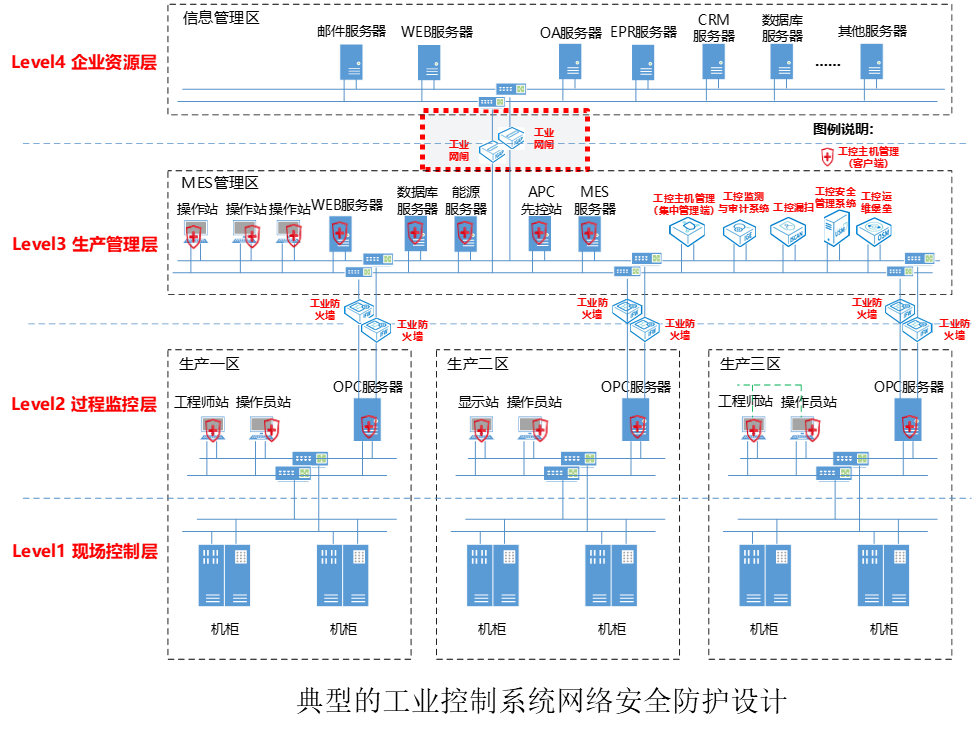 信息管理区
邮件服务器
WEB服务器
OA服务器
EPR服务器
CRM
服务器
数据库
服务器
其他服务器
......
Level4 企业资源层
工业
网闸
工业
网闸
图例说明:
工控主机管理
（客户端）
MES管理区
操作站
操作站
操作站
WEB服务器
数据库
服务器
能源
服务器
APC
先控站
MES
服务器
工控主机管理
（集中管理端）
工控监测
与审计系统
工控漏扫
工控安全
管理系统
工控运
维堡垒
Level3 生产管理层
工业防
火墙
工业防
火墙
工业防
火墙
工业防
火墙
工业防
火墙
工业防
火墙
生产一区
生产二区
生产三区
OPC服务器
OPC服务器
OPC服务器
Level2 过程监控层
工程师站
操作员站
显示站
操作员站
工程师站
操作员站
Level1 现场控制层
机柜
机柜
机柜
机柜
机柜
机柜
典型的工业控制系统网络安全防护设计